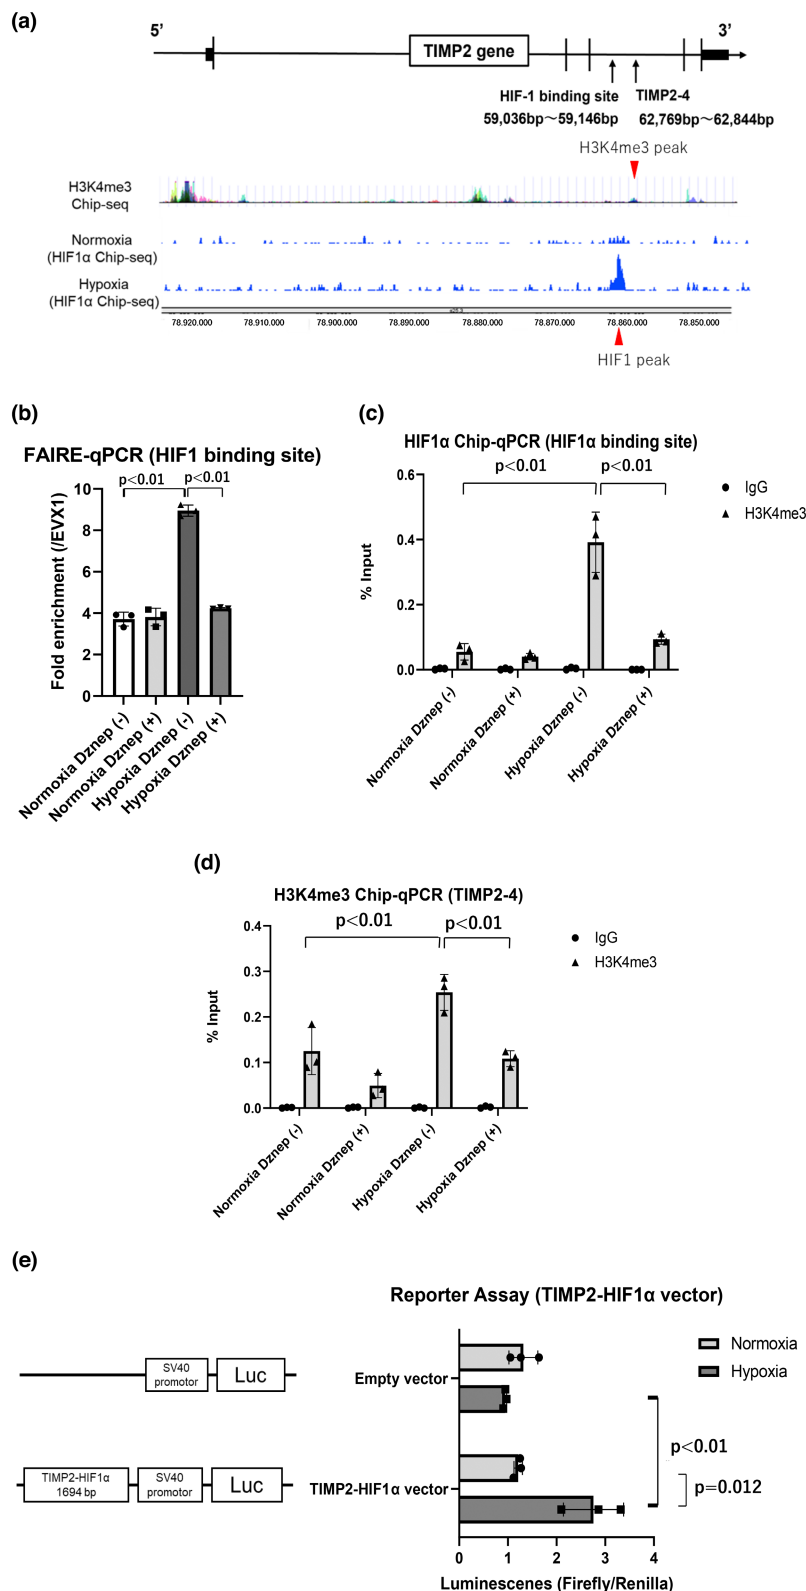 (a)
5’
3’
TIMP2 gene
HIF-1 binding site
TIMP2-4
59,036bp～59,146bp
62,769bp～62,844bp
H3K4me3 peak
H3K4me3
Chip-seq
Normoxia
(HIF1α Chip-seq)
Hypoxia
(HIF1α Chip-seq)
78.920.000 78.910.000 78.900.000 78.890.000 78.880.000 78.870.000 78.860.000 78.850.000
HIF1 peak
(b)
FAIRE-qPCR (HIF1 binding site)
p<0.01
p<0.01
Fold enrichment (/EVX1)
10
8
6
4
2
0
Normoxia Dznep (-)
Normoxia Dznep (+)
Hypoxia Dznep (-)
Hypoxia Dznep (+)
(c)
HIF1α Chip-qPCR (HIF1α binding site)
p<0.01
p<0.01
% Input
0.6
0.4
0.2
0.0
IgG
H3K4me3
Normoxia Dznep (-)
Normoxia Dznep (+)
Hypoxia Dznep (-)
Hypoxia Dznep (+)
(d)
H3K4me3 Chip-qPCR (TIMP2-4)
p<0.01
p<0.01
% Input
0.4
0.3
0.2
0.1
0.0
IgG
H3K4me3
Normoxia Dznep (-)
Normoxia Dznep (+)
Hypoxia Dznep (-)
Hypoxia Dznep (+)
(e)
Reporter Assay (TIMP2-HIF1α vector)
Normoxia
Hypoxia
SV40
promotor
Luc
Empty vector
TIMP2-HIF1α
1694 bp
SV40
promotor
Luc
TIMP2-HIF1α vector
p<0.01
p=0.012
0 1 2 3 4
Luminescenes (Firefly/Renilla)